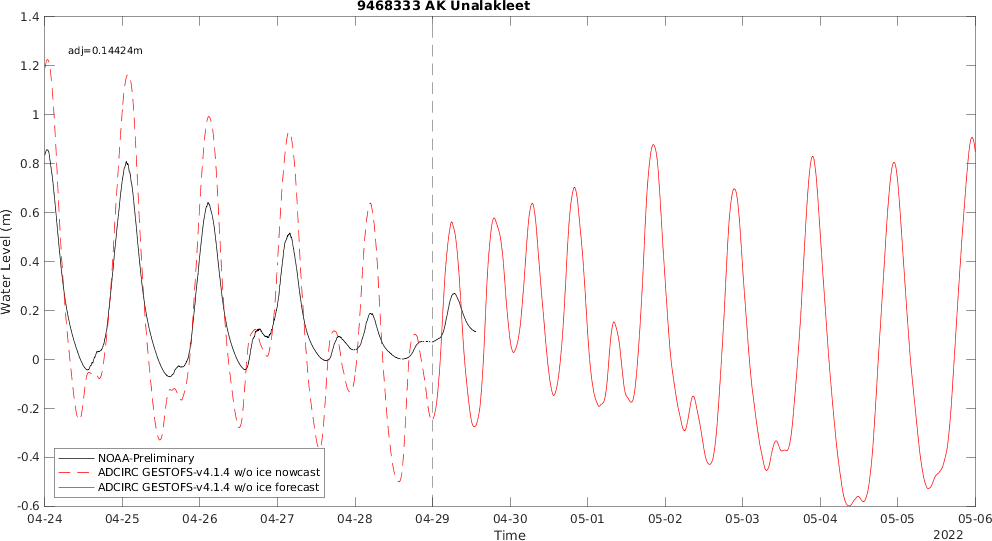 9468333 AK Unalakleet
adj=0.14424m
1.4
1.2
1
0.8
0.6
0.4
0.2
0
-0.2
-0.4
-0.6
Water Level (m)
NOAA-Preliminary
ADCIRC GESTOFS-v4.1.4 w/o ice nowcast
ADCIRC GESTOFS-v4.1.4 w/o ice forecast
04-24 04-25 04-26 04-27 04-28 04-29 04-30 05-01 05-02 05-03 05-04 05-05 05-06
Time
2022